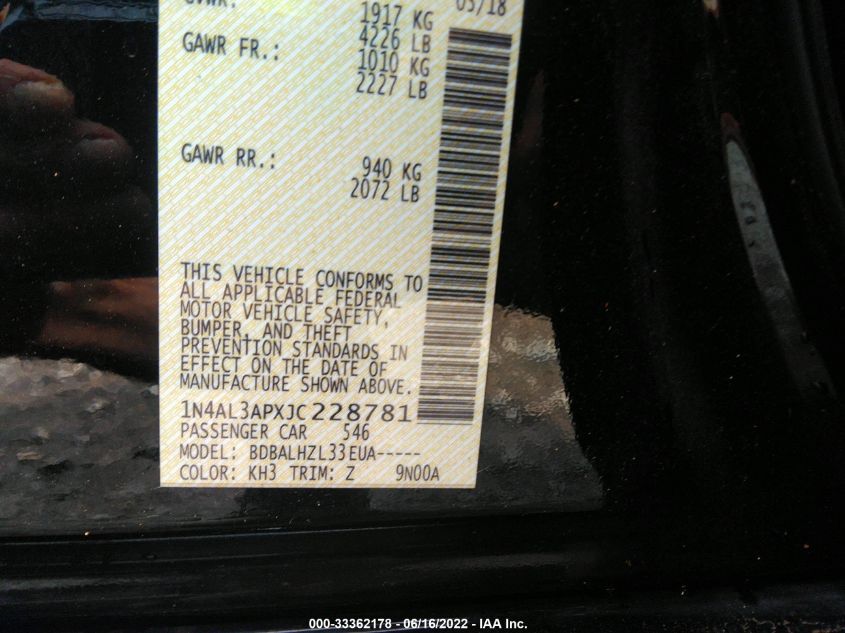 GVWR: 1917 KG 03/18
4226 LB
GAWR FR.: 1010 KG
2227 LB
GAWR RR.: 940 KG
2072 LB
THIS VEHICLE CONFORMS TO
ALL APPLICABLE FEDERAL
MOTOR VEHICLE SAFETY,
BUMPER, AND THEFT
PREVENTION STANDARDS IN
EFFECT ON THE DATE OF
MANUFACTURE SHOWN ABOVE.
1N4AL3APXJC228781
PASSENGER CAR 546
MODEL: BDBALHZL33EUA-----
COLOR: KH3 TRIM: Z 9N00A
000-33362178 - 06/16/2022 - IAA Inc.